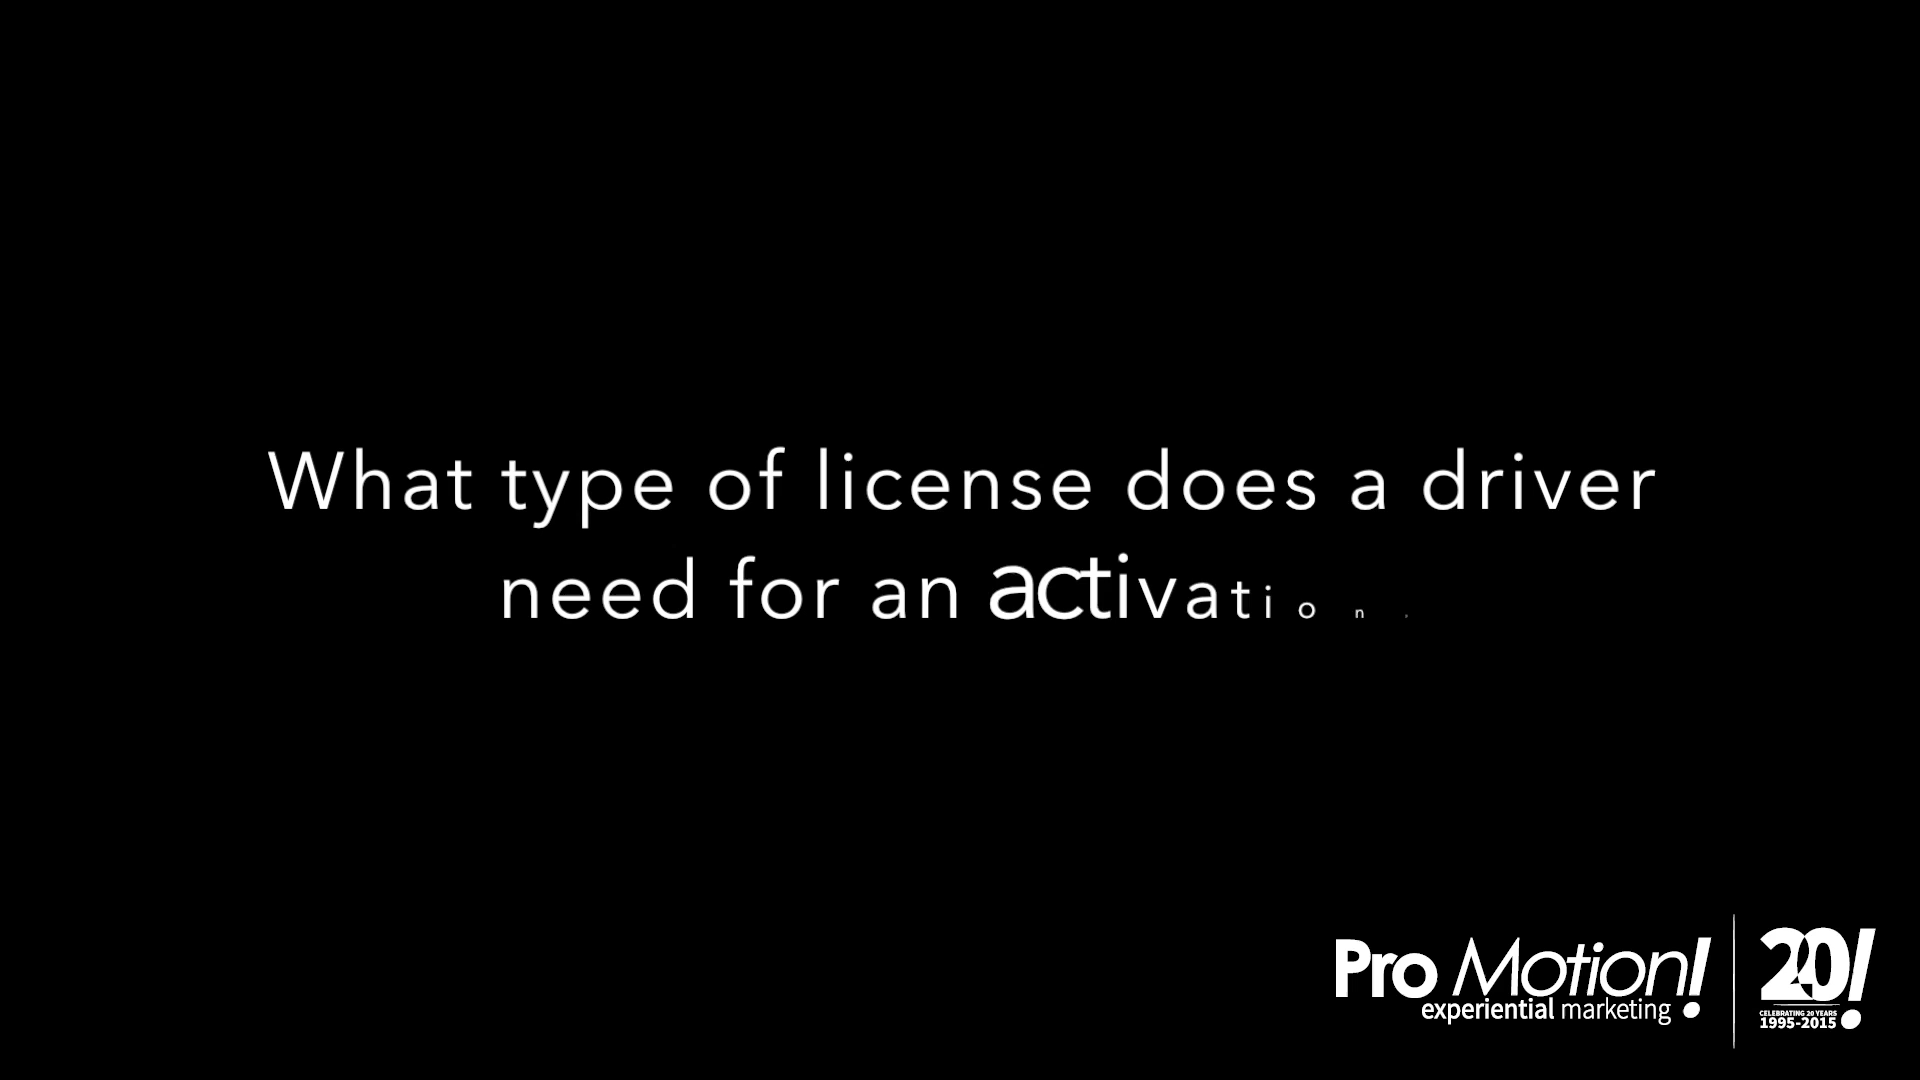 What type of license does a driver
need for an activation
Pro Motion!
experiential marketing
20!
CELEBRATING 20 YEARS
1995-2015